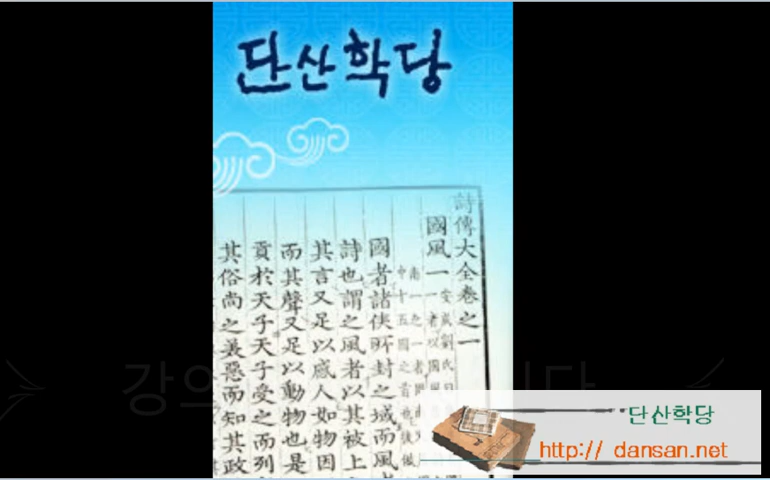 단산학당
詩傳大全卷之一
國風一
國者諸侯所封之域而風
詩也謂之風者以其被上
其言又足以感人如物因
而其聲又足以動物也是
貢於天子天子受之而列
其俗尚之美惡而知其政
단산학당
http:// dansan.net